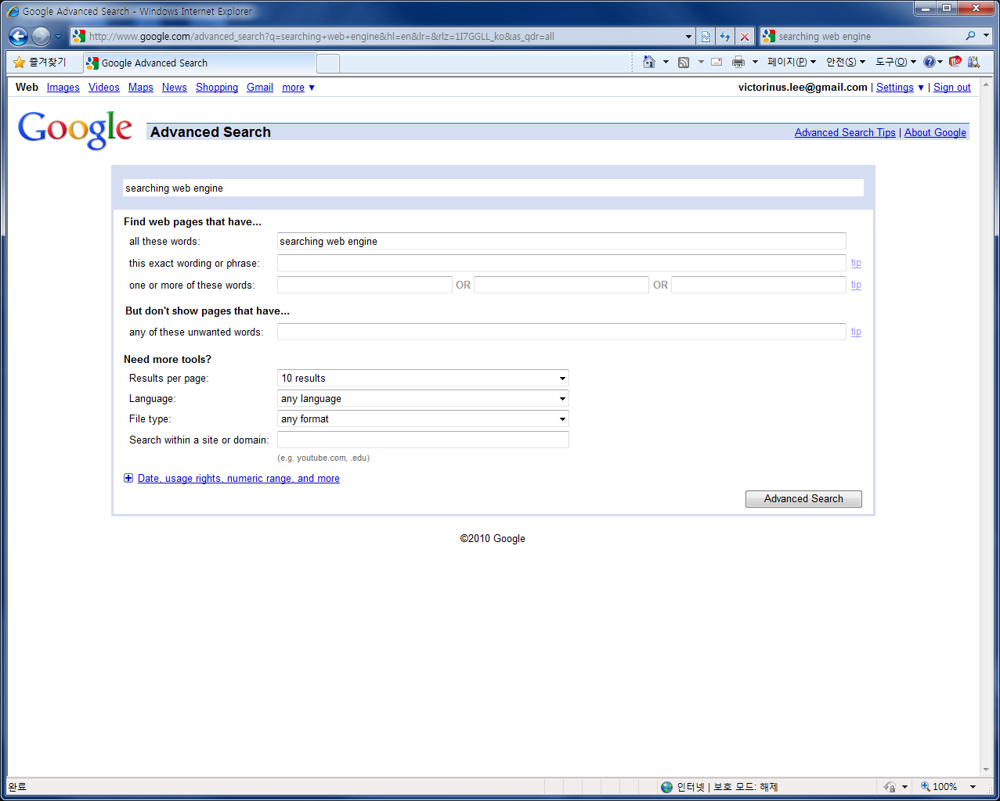 Google Advanced Search - Windows Internet Explorer
http://www.google.com/advanced_search?q=searching+web+engine&hl=en&lr=&rlz=1I7GGLL_ko&as_qdr=all
searching web engine
즐겨찾기
Google Advanced Search
페이지(P) 안전(S) 도구(O)
Web Images Videos Maps News Shopping Gmail more ▼
victorinus.lee@gmail.com | Settings ▼ | Sign out
Google
Advanced Search
Advanced Search Tips | About Google
searching web engine
Find web pages that have...
all these words: searching web engine
this exact wording or phrase: tip
one or more of these words: OR OR tip
But don't show pages that have...
any of these unwanted words: tip
Need more tools?
Results per page: 10 results
Language: any language
File type: any format
Search within a site or domain:
(e.g. youtube.com, .edu)
Date, usage rights, numeric range, and more
Advanced Search
©2010 Google
완료
인터넷 | 보호 모드: 해제
100%